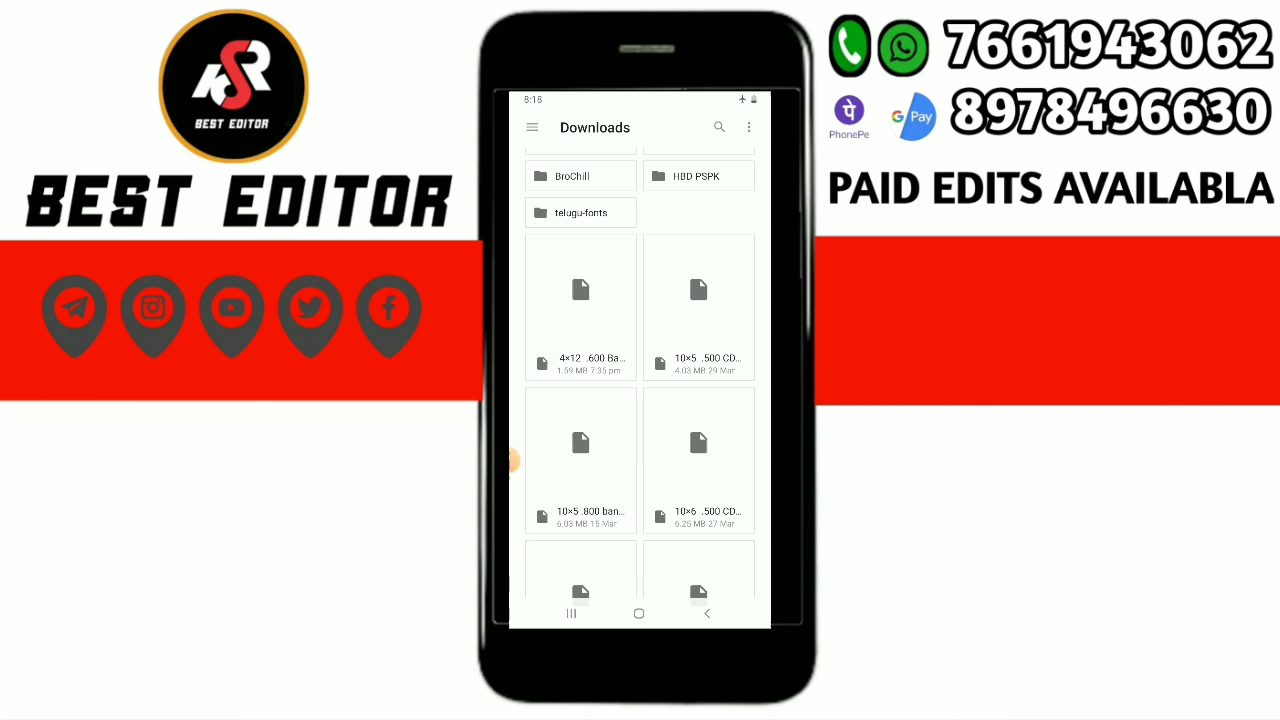 KSR
BEST EDITOR
BEST EDITOR
8:18
Downloads
BroChill
HBD PSPK
telugu-fonts
4×12 .600 Ba...
1.59 MB 7:35 pm
10×5 .500 CD...
4.03 MB 29 Mar
10×5 .800 ban...
6.03 MB 15 Mar
10×6 .500 CD...
6.25 MB 27 Mar
7661943062
पे
PhonePe
G Pay
8978496630
PAID EDITS AVAILABLA